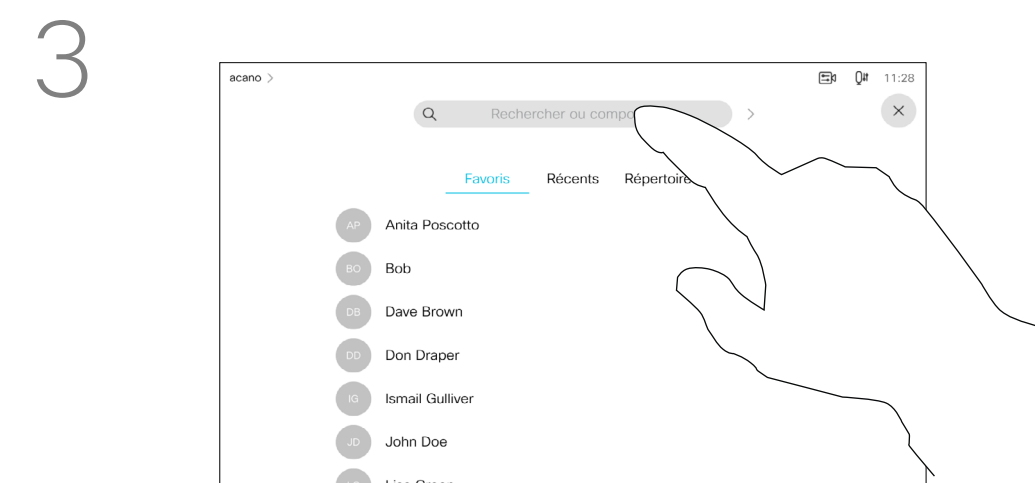 3
acano >
11:28
Rechercher ou compo
Favoris Récents Répertoire
AP Anita Poscotto
BO Bob
DB Dave Brown
DD Don Draper
IG Ismail Gulliver
JD John Doe